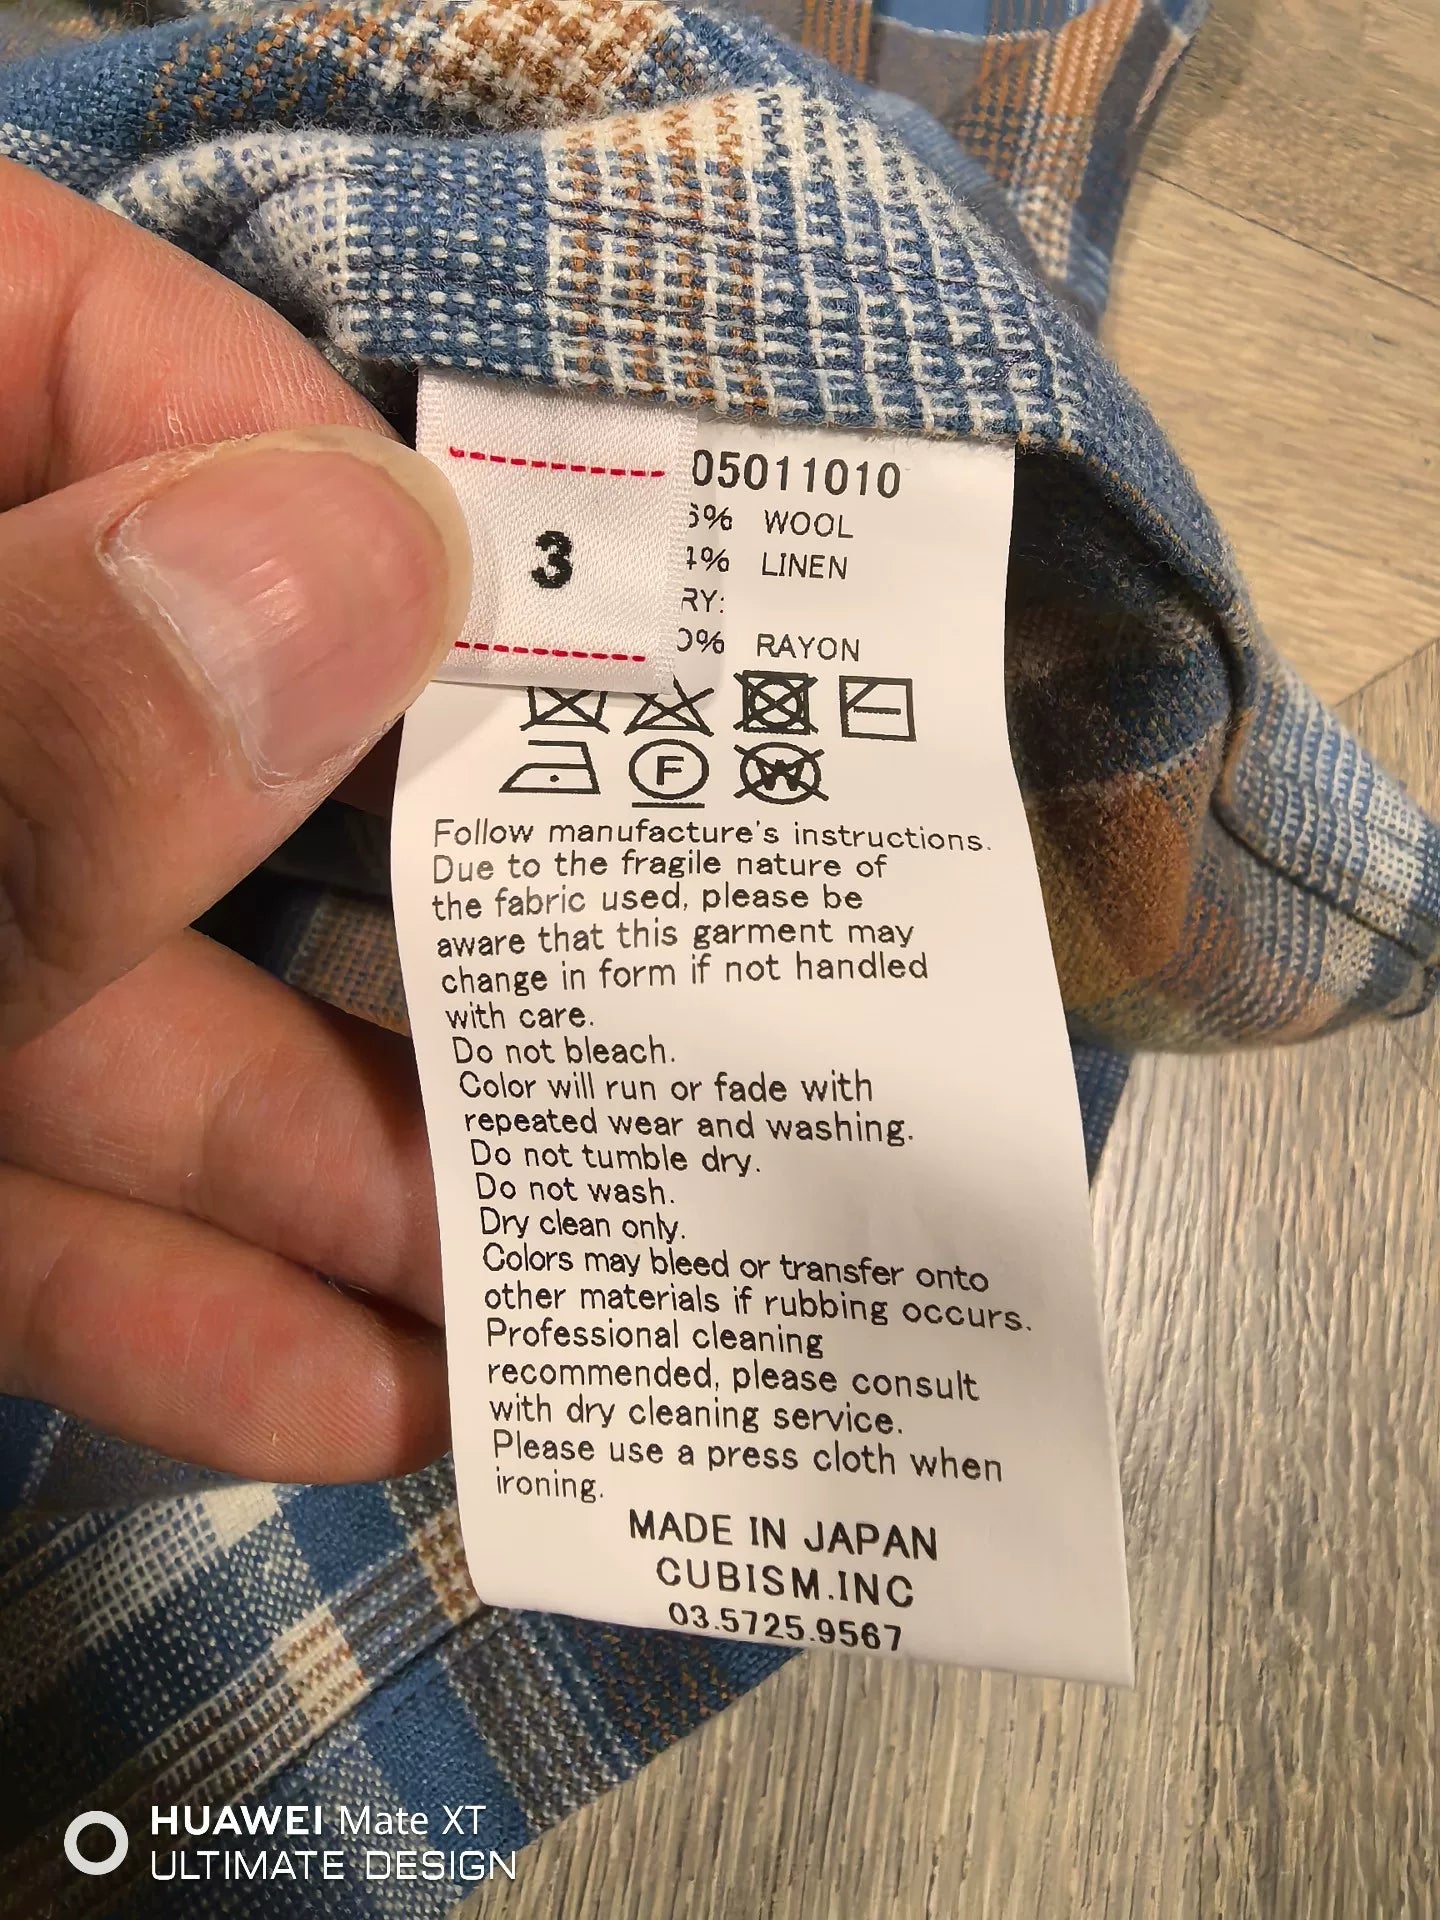 3
05011010
6% WOOL
4% LINEN
RY:
0% RAYON
F
W
Follow manufacture's instructions.
Due to the fragile nature of
the fabric used, please be
aware that this garment may
change in form if not handled
with care.
Do not bleach.
Color will run or fade with
repeated wear and washing.
Do not tumble dry.
Do not wash.
Dry clean only.
Colors may bleed or transfer onto
other materials if rubbing occurs.
Professional cleaning
recommended, please consult
with dry cleaning service.
Please use a press cloth when
ironing.
MADE IN JAPAN
CUBISM.INC
03.5725.9567
HUAWEI Mate XT
ULTIMATE DESIGN